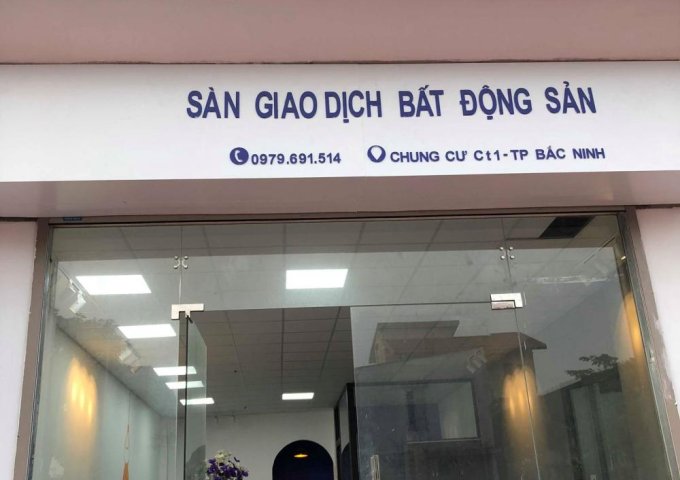 SÀN GIAO DỊCH BẤT ĐỘNG SẢN
0979.691.514 CHUNG CƯ Ct1-TP BẮC NINH